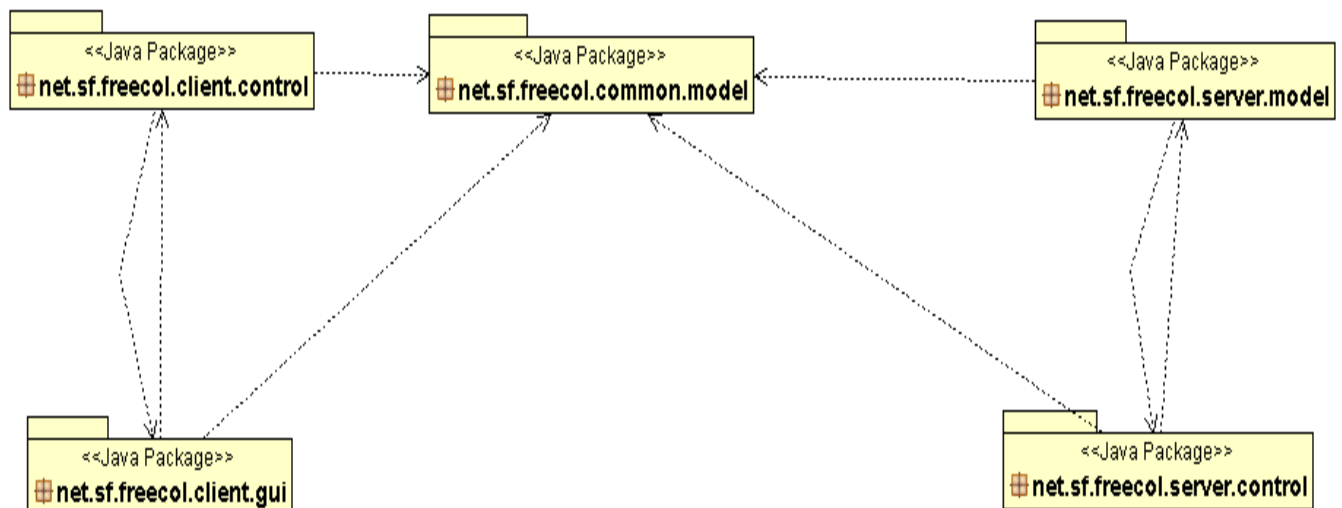 <<Java Package>>
net.sf.freecol.client.control
<<Java Package>>
net.sf.freecol.common.model
<<Java Package>>
net.sf.freecol.server.model
<<Java Package>>
net.sf.freecol.client.gui
<<Java Package>>
net.sf.freecol.server.control